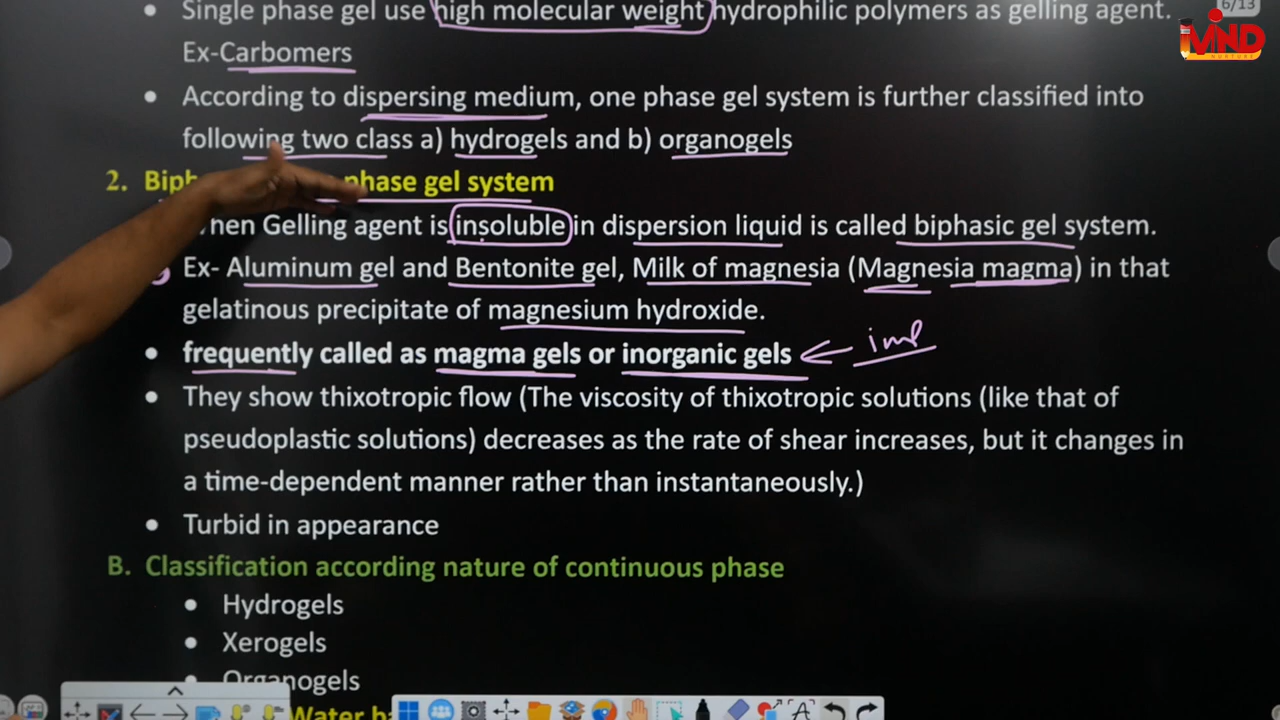 Single phase gel use high molecular weight hydrophilic polymers as gelling agent.
6/13
MIND
NURTURE
Ex-Carbomers
According to dispersing medium, one phase gel system is further classified into
following two class a) hydrogels and b) organogels
2. phase gel system
hen Gelling agent is insoluble in dispersion liquid is called biphasic gel system.
Ex- Aluminum gel and Bentonite gel, Milk of magnesia (Magnesia magma) in that
gelatinous precipitate of magnesium hydroxide.
frequently called as magma gels or inorganic gels ← imp
They show thixotropic flow (The viscosity of thixotropic solutions (like that of
pseudoplastic solutions) decreases as the rate of shear increases, but it changes in
a time-dependent manner rather than instantaneously.)
Turbid in appearance
B. Classification according nature of continuous phase
Hydrogels
Xerogels
Organogels
Water